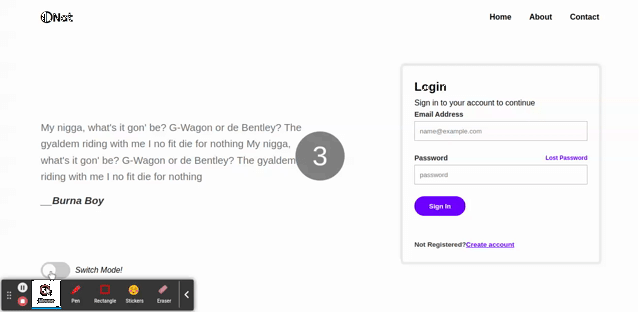 Home About Contact
Login
Sign in to your account to continue
Email Address
name@example.com
Password Lost Password
password
Sign In
Not Registered?Create account
My nigga, what's it gon' be? G-Wagon or de Bentley? The
gyaldem riding with me I no fit die for nothing My nigga,
what's it gon' be? G-Wagon or de Bentley? The gyaldem
riding with me I no fit die for nothing
__Burna Boy
3
Switch Mode!
Pen Rectangle Stickers Eraser